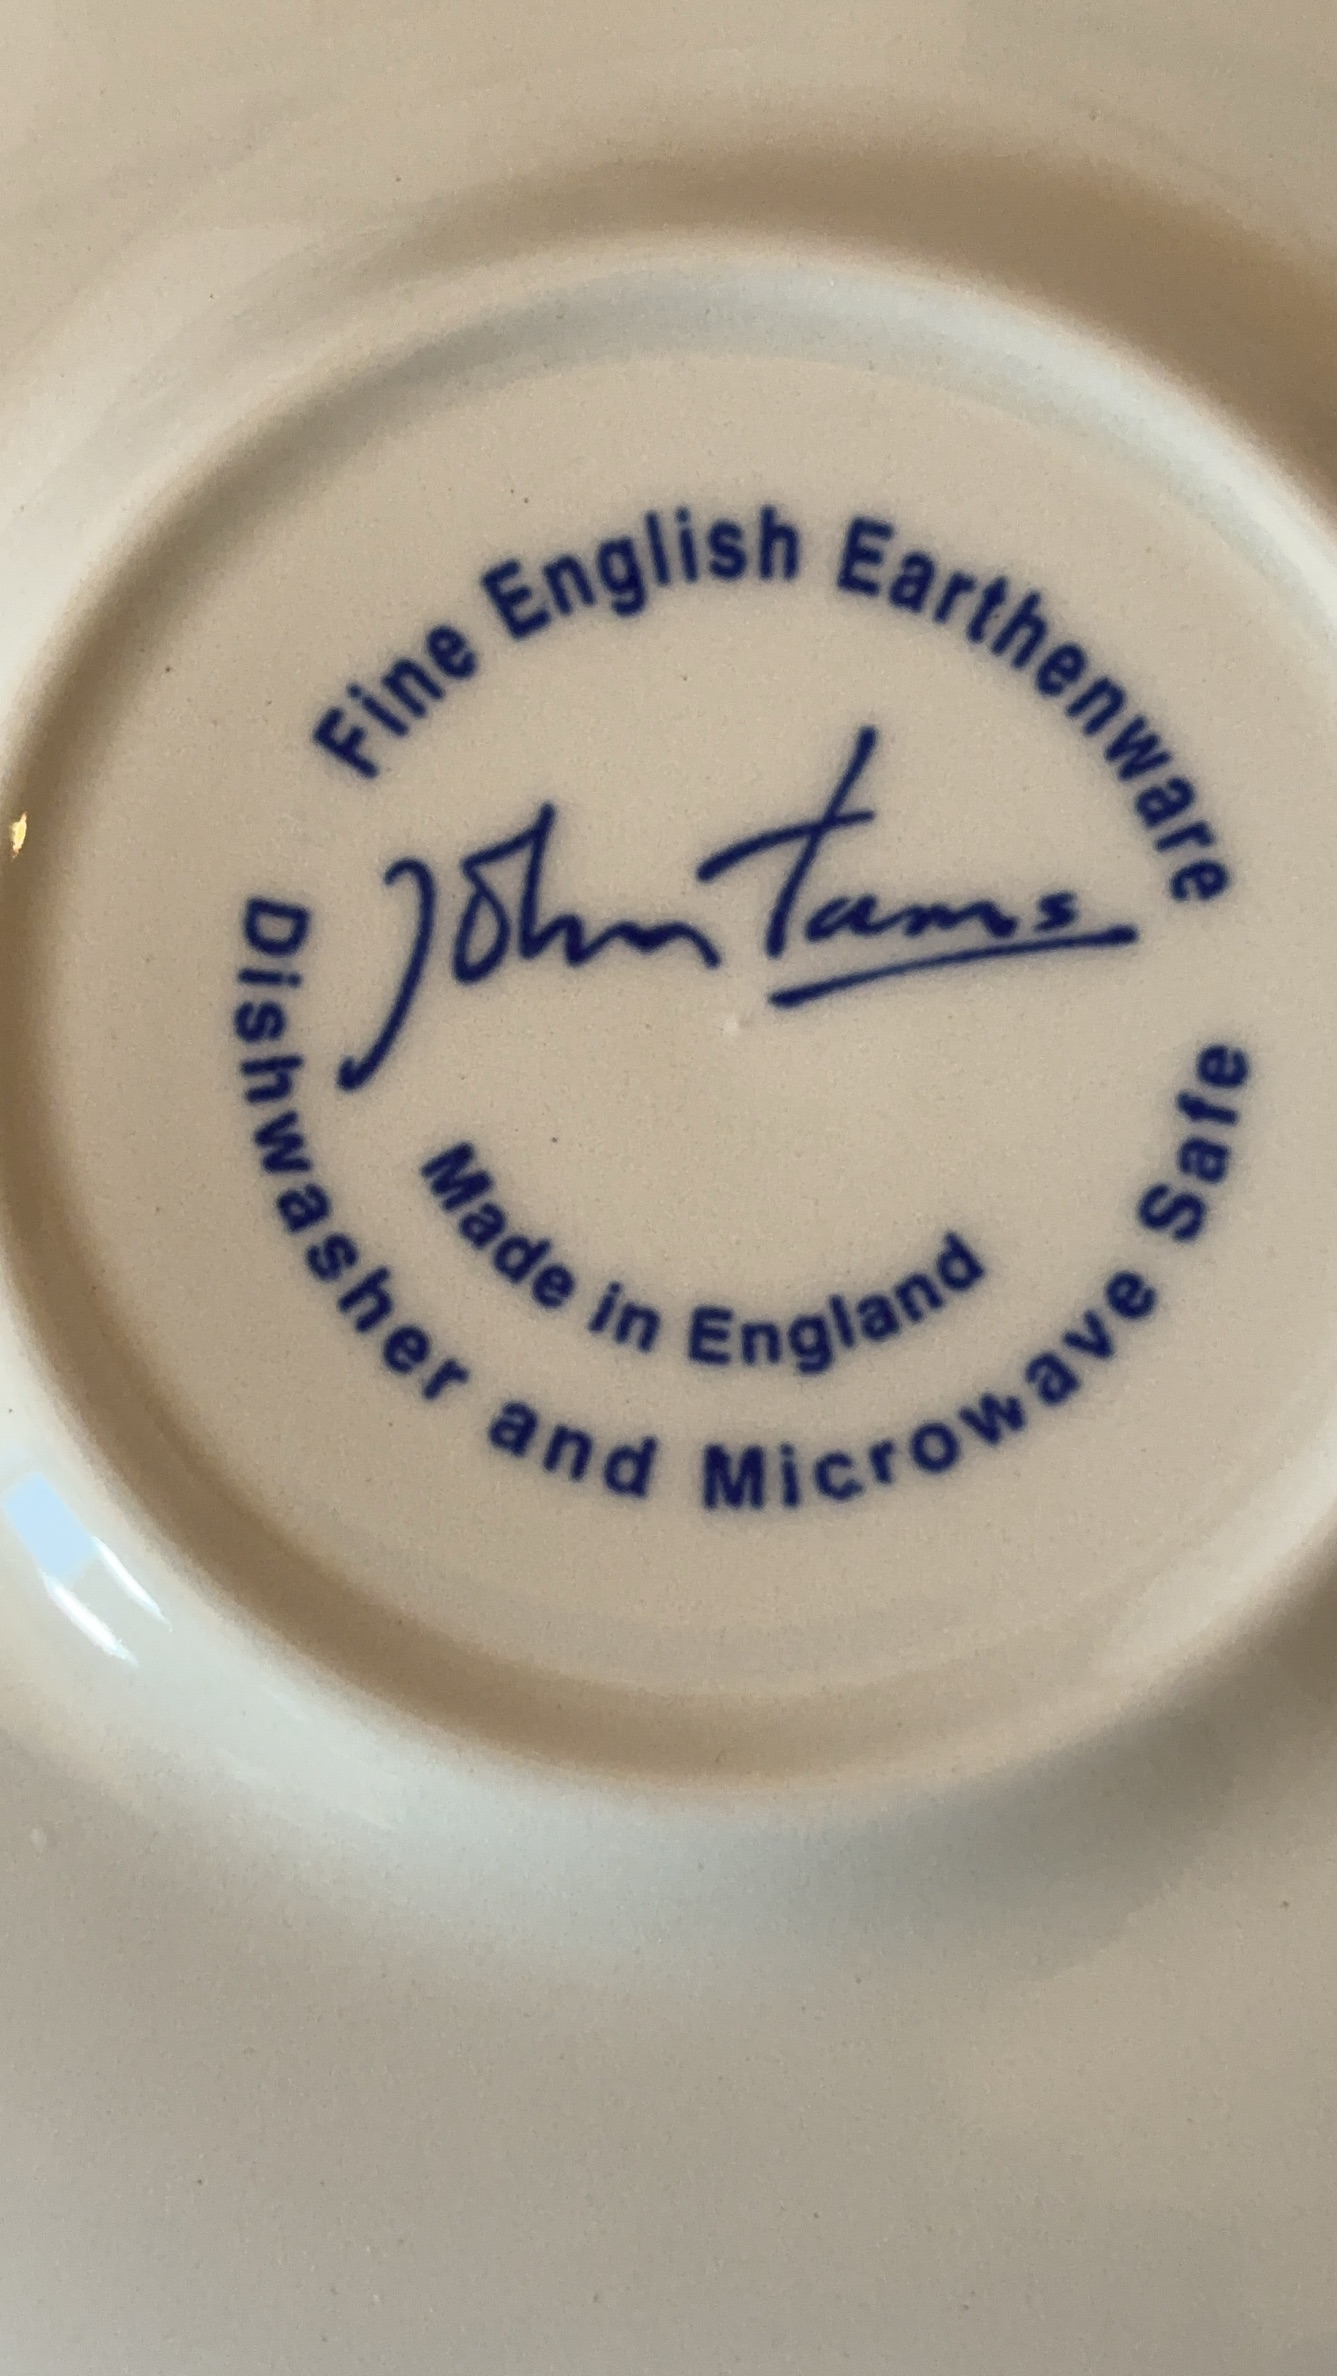 Fine English Earthenware
John Tams
Made in England
Dishwasher and Microwave Safe